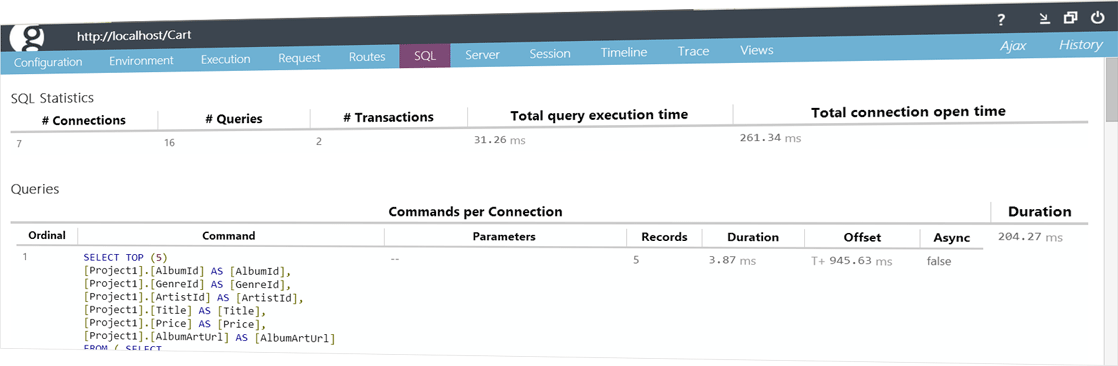 http://localhost/Cart ?
Configuration Environment Execution Request Routes SQL Server Session Timeline Trace Views Ajax History
SQL Statistics
# Connections # Queries # Transactions Total query execution time Total connection open time
7 16 2 31.26 ms 261.34 ms
Queries
Commands per Connection Duration
Ordinal Command Parameters Records Duration Offset Async 204.27 ms
1 SELECT TOP (5) -- 5 3.87 ms T+ 945.63 ms false
[Project1].[AlbumId] AS [AlbumId],
[Project1].[GenreId] AS [GenreId],
[Project1].[ArtistId] AS [ArtistId],
[Project1].[Title] AS [Title],
[Project1].[Price] AS [Price],
[Project1].[AlbumArtUrl] AS [AlbumArtUrl]
FROM ( SELECT